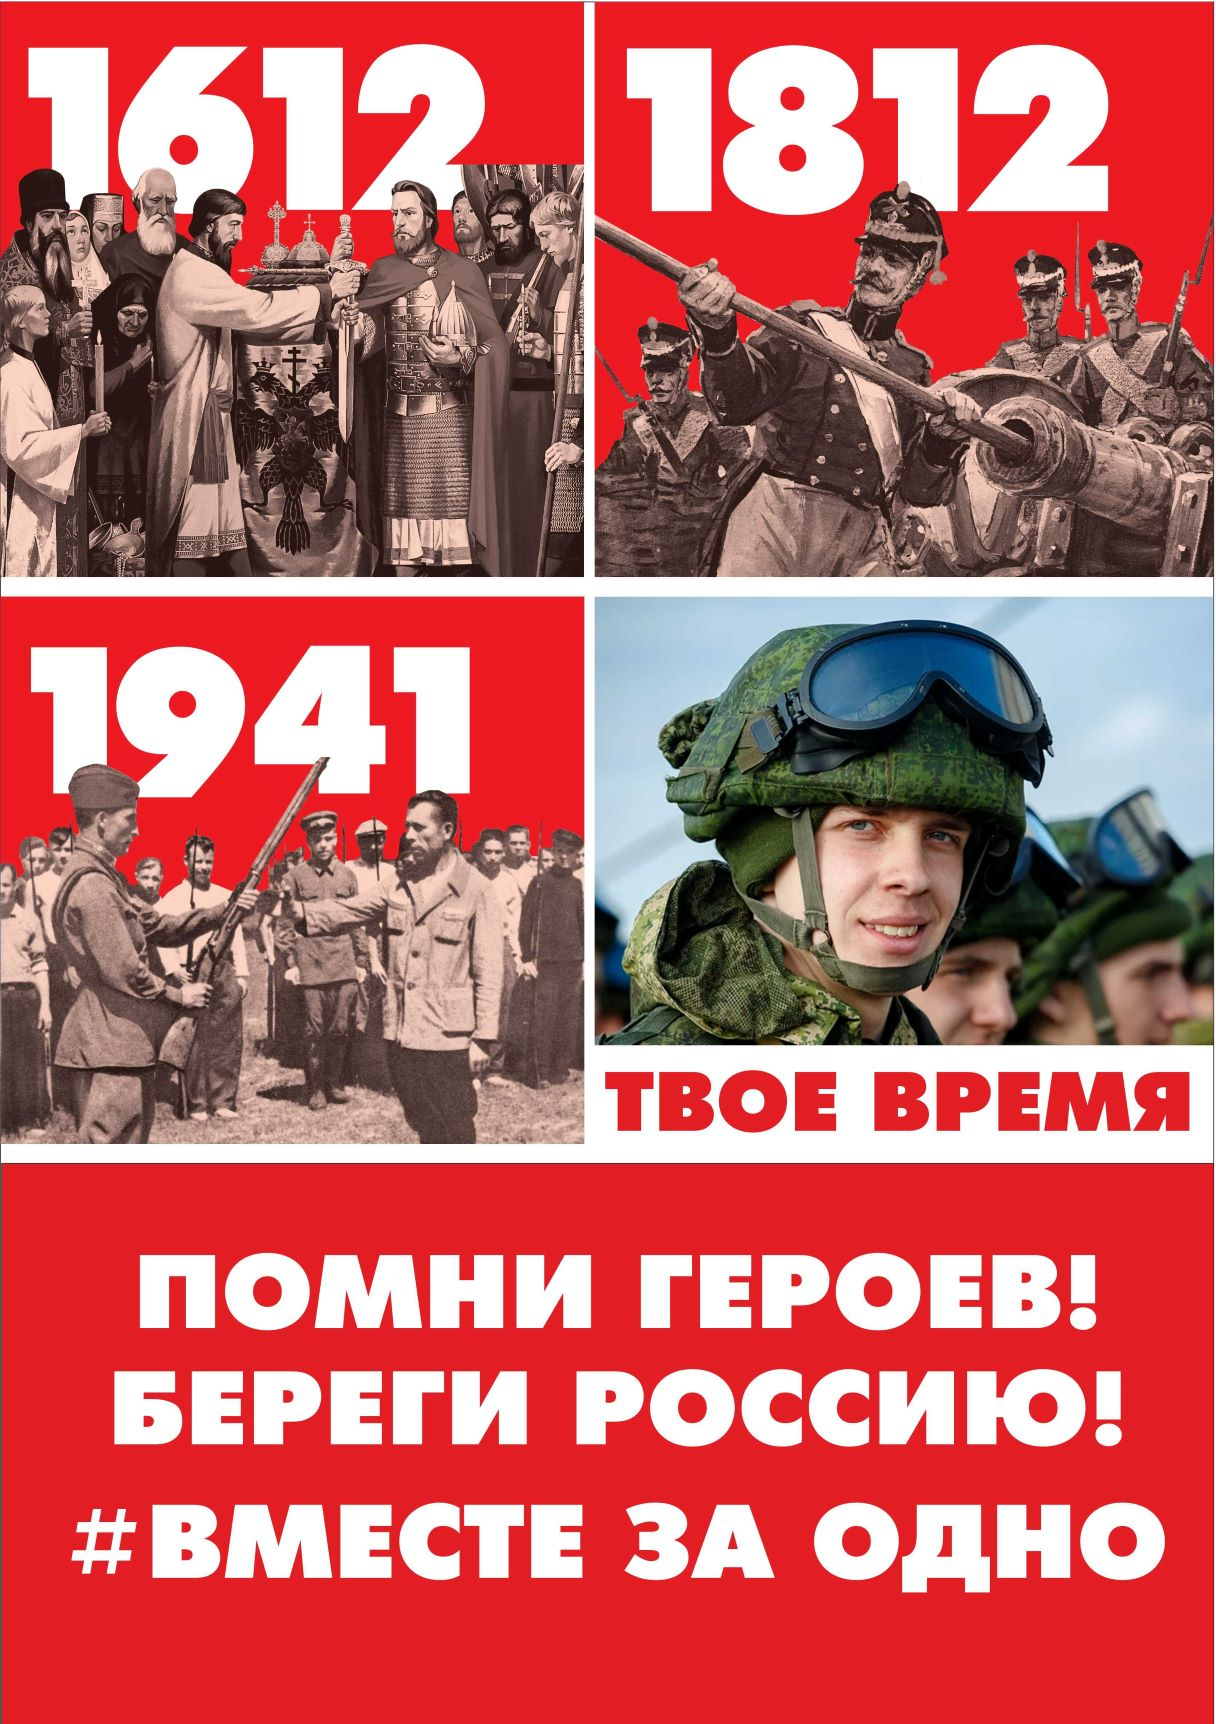 1612
1812
1941
ТВОЕ ВРЕМЯ
ПОМНИ ГЕРОЕВ!
БЕРЕГИ РОССИЮ!
#ВМЕСТЕ ЗА ОДНО